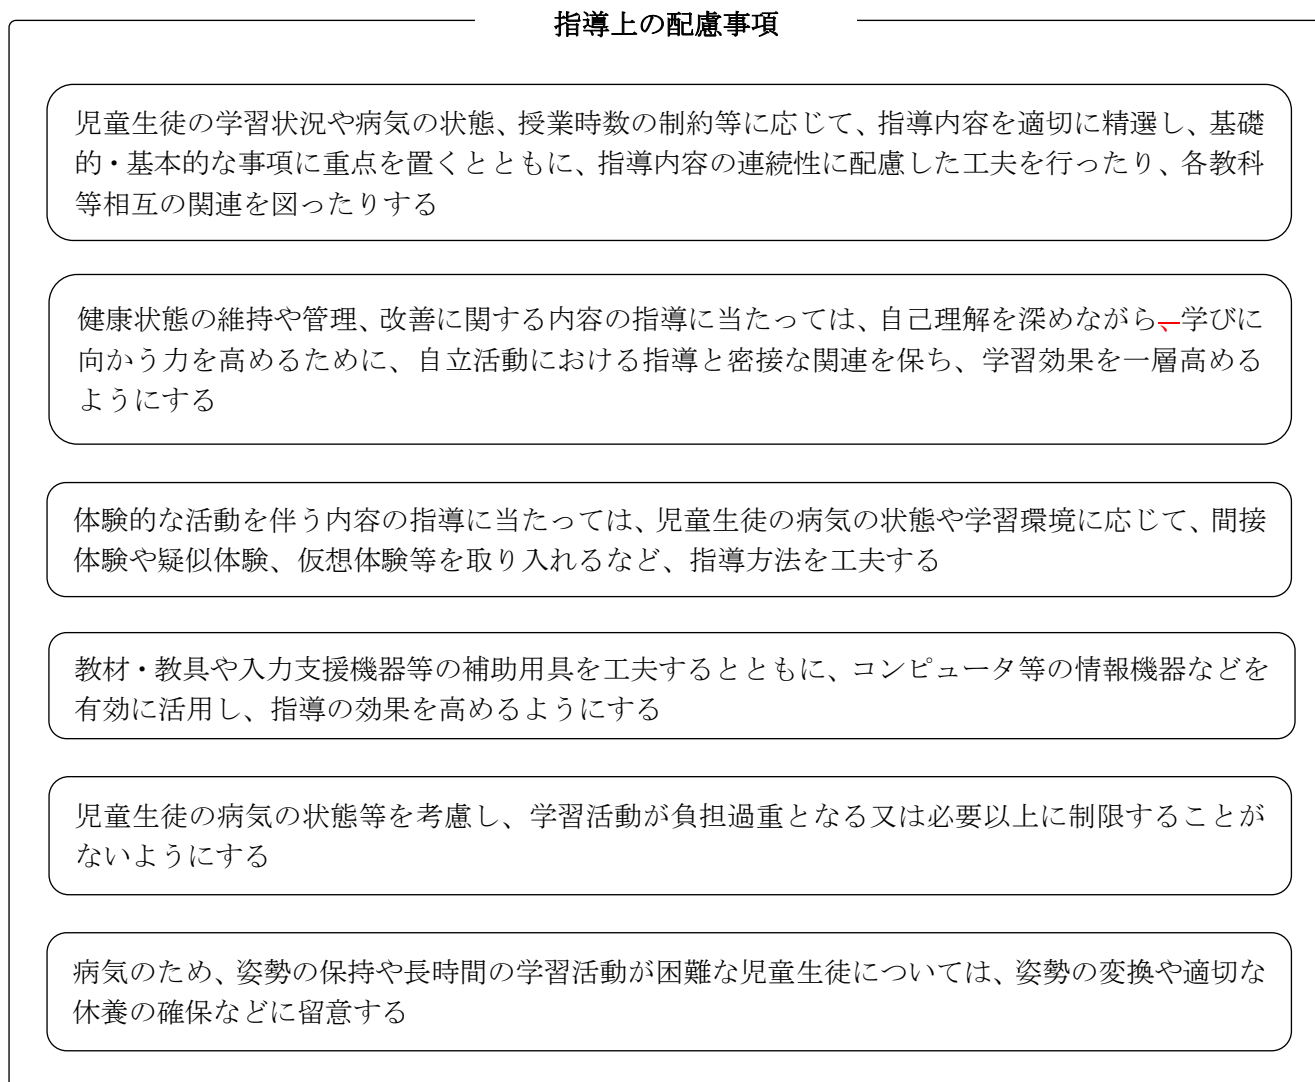 指導上の配慮事項
児童生徒の学習状況や病気の状態、授業時数の制約等に応じて、指導内容を適切に精選し、基礎
的・基本的な事項に重点を置くとともに、指導内容の連続性に配慮した工夫を行ったり、各教科
等相互の関連を図ったりする
健康状態の維持や管理、改善に関する内容の指導に当たっては、自己理解を深めながら、学びに
向かう力を高めるために、自立活動における指導と密接な関連を保ち、学習効果を一層高める
ようにする
体験的な活動を伴う内容の指導に当たっては、児童生徒の病気の状態や学習環境に応じて、間接
体験や疑似体験、仮想体験等を取り入れるなど、指導方法を工夫する
教材・教具や入力支援機器等の補助用具を工夫するとともに、コンピュータ等の情報機器などを
有効に活用し、指導の効果を高めるようにする
児童生徒の病気の状態等を考慮し、学習活動が負担過重となる又は必要以上に制限することが
ないようにする
病気のため、姿勢の保持や長時間の学習活動が困難な児童生徒については、姿勢の変換や適切な
休養の確保などに留意する